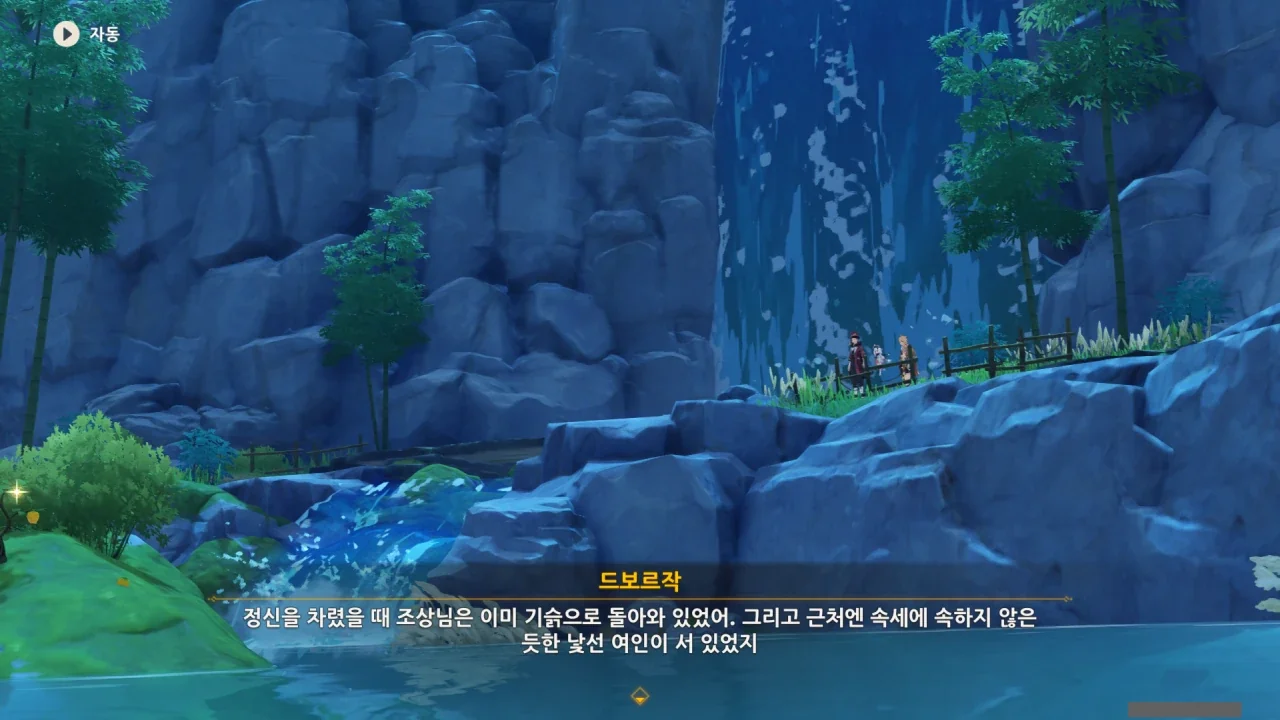 자동
드보르작
정신을 차렸을 때 조상님은 이미 기슭으로 돌아와 있었어. 그리고 근처엔 속세에 속하지 않은
듯한 낯선 여인이 서 있었지